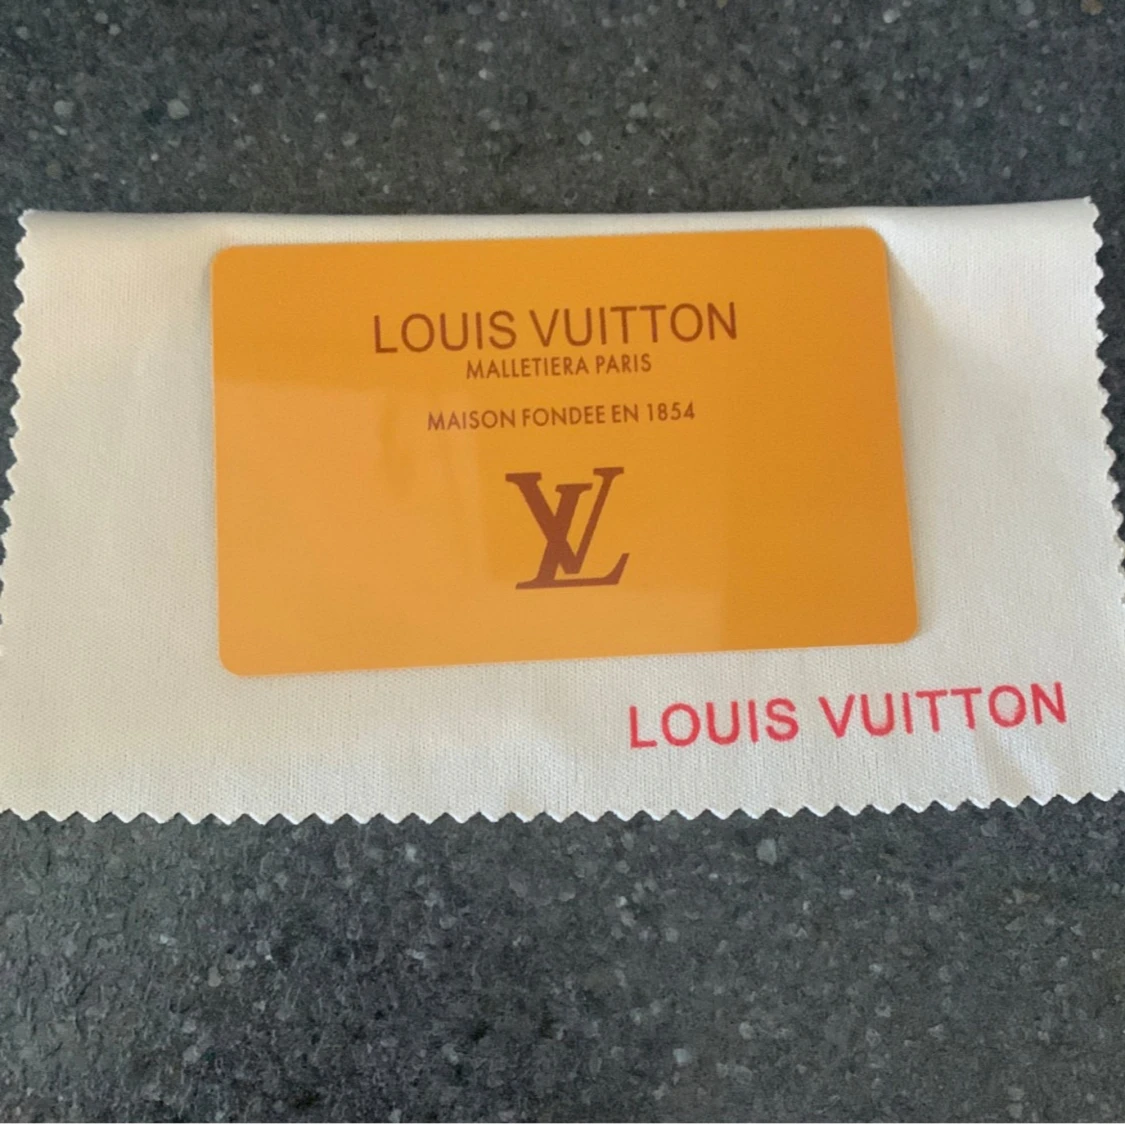 LOUIS VUITTON
MALLETIERA PARIS
MAISON FONDEE EN 1854
LV
LOUIS VUITTON